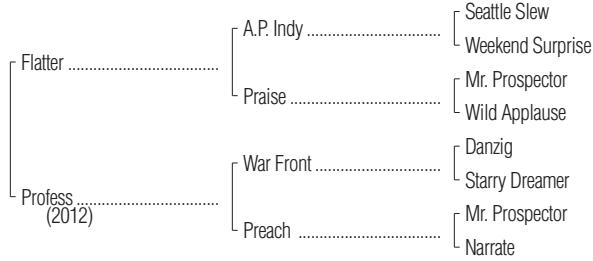 Seattle Slew
A.P. Indy ................................
Weekend Surprise
Flatter ....................................
Mr. Prospector
Praise ....................................
Wild Applause
Danzig
War Front ..............................
Starry Dreamer
Profess ..................................
(2012)
Mr. Prospector
Preach ..................................
Narrate